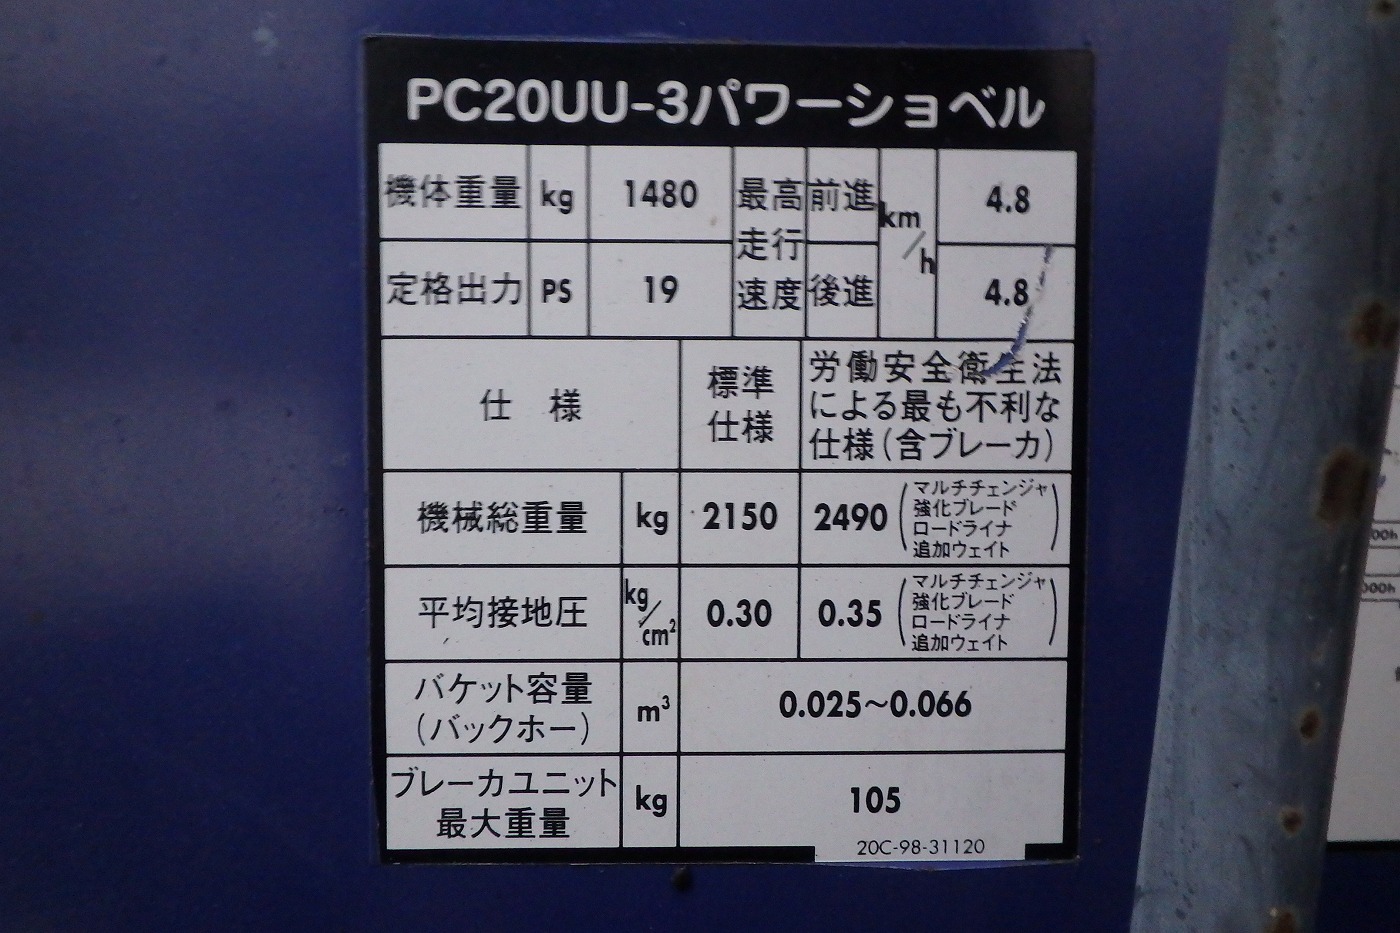 PC20UU-3パワーショベル
機体重量 kg 1480 最高走行速度 前進 km/h 4.8
定格出力 PS 19 後進 4.8
仕 様
標準
仕様
労働安全衛生法
による最も不利な
仕様(含ブレーカ)
機械総重量 kg 2150 2490
マルチチェンジャ
強化ブレード
ロードライナ
追加ウェイト
平均接地圧 kg/cm² 0.30 0.35
マルチチェンジャ
強化ブレード
ロードライナ
追加ウェイト
バケット容量
(バックホー)
m³ 0.025~0.066
ブレーカユニット
最大重量
kg 105
20C-98-31120
00h
000h